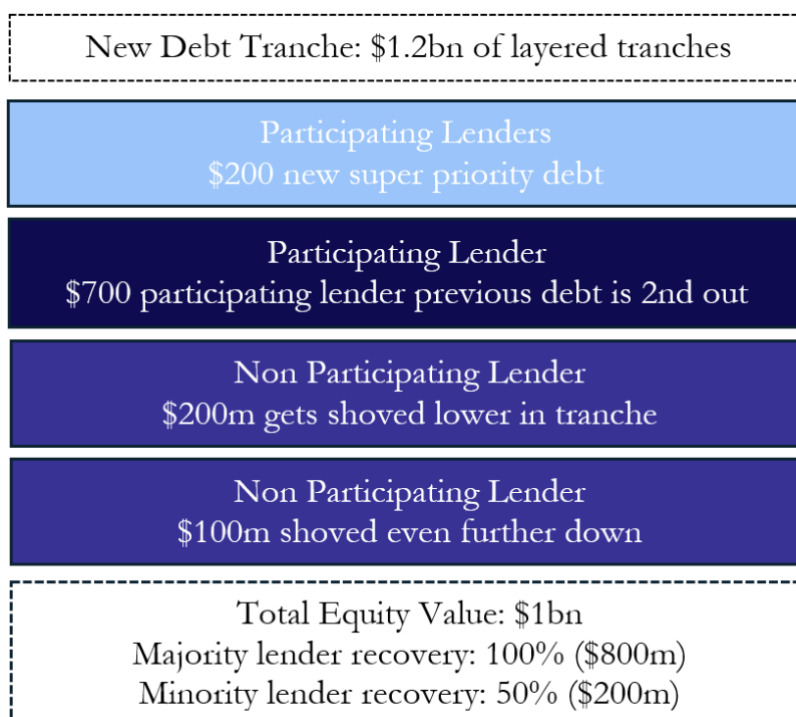 New Debt Tranche: $1.2bn of layered tranches
Participating Lenders
$200 new super priority debt
Participating Lender
$700 participating lender previous debt is 2nd out
Non Participating Lender
$200m gets shoved lower in tranche
Non Participating Lender
$100m shoved even further down
Total Equity Value: $1bn
Majority lender recovery: 100% ($800m)
Minority lender recovery: 50% ($200m)